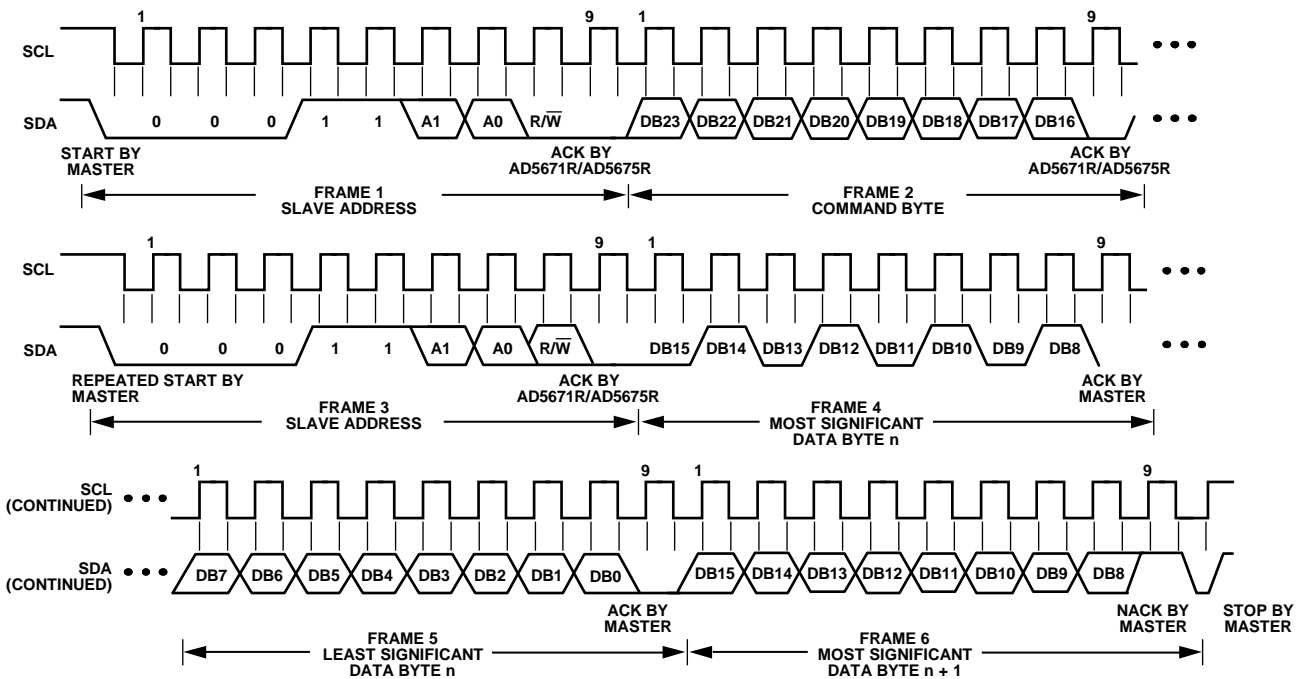 1 9 1 9
SCL
SDA 0 0 0 1 1 A1 A0 R/W̅ DB23 DB22 DB21 DB20 DB19 DB18 DB17 DB16
START BY MASTER
ACK BY AD5671R/AD5675R
ACK BY AD5671R/AD5675R
FRAME 1
SLAVE ADDRESS
FRAME 2
COMMAND BYTE
1 9 1 9
SCL
SDA 0 0 0 1 1 A1 A0 R/W̅ DB15 DB14 DB13 DB12 DB11 DB10 DB9 DB8
REPEATED START BY
MASTER
ACK BY
AD5671R/AD5675R
ACK BY
MASTER
FRAME 3
SLAVE ADDRESS
FRAME 4
MOST SIGNIFICANT
DATA BYTE n
1 9 1 9
SCL
(CONTINUED)
SDA
(CONTINUED)
DB7 DB6 DB5 DB4 DB3 DB2 DB1 DB0 DB15 DB14 DB13 DB12 DB11 DB10 DB9 DB8
ACK BY
MASTER
NACK BY
MASTER
STOP BY
MASTER
FRAME 5
LEAST SIGNIFICANT
DATA BYTE n
FRAME 6
MOST SIGNIFICANT
DATA BYTE n + 1